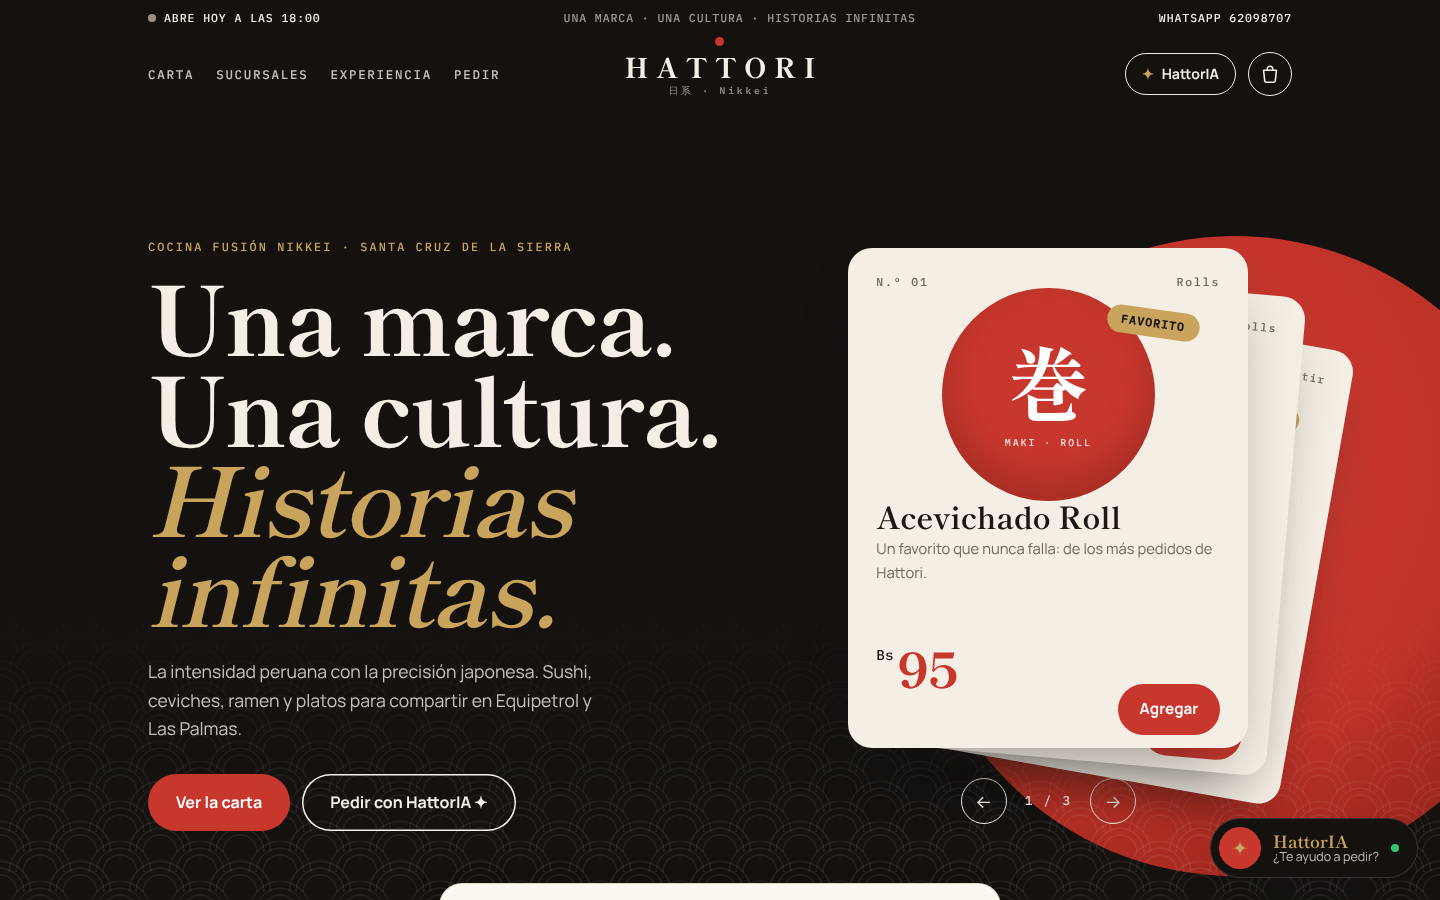 ABRE HOY A LAS 18:00
UNA MARCA · UNA CULTURA · HISTORIAS INFINITAS
WHATSAPP 62098707
CARTA SUCURSALES EXPERIENCIA PEDIR
HATTORI
日系 · Nikkei
✦ HattorIA
COCINA FUSIÓN NIKKEI · SANTA CRUZ DE LA SIERRA
Una marca.
Una cultura.
Historias
infinitas.
La intensidad peruana con la precisión japonesa. Sushi,
ceviches, ramen y platos para compartir en Equipetrol y
Las Palmas.
Ver la carta
Pedir con HattorIA ✦
N.º 01
Rolls
FAVORITO
巻
MAKI · ROLL
Acevichado Roll
Un favorito que nunca falla: de los más pedidos de
Hattori.
Bs 95
Agregar
← 1 / 3 →
HattorIA
¿Te ayudo a pedir?